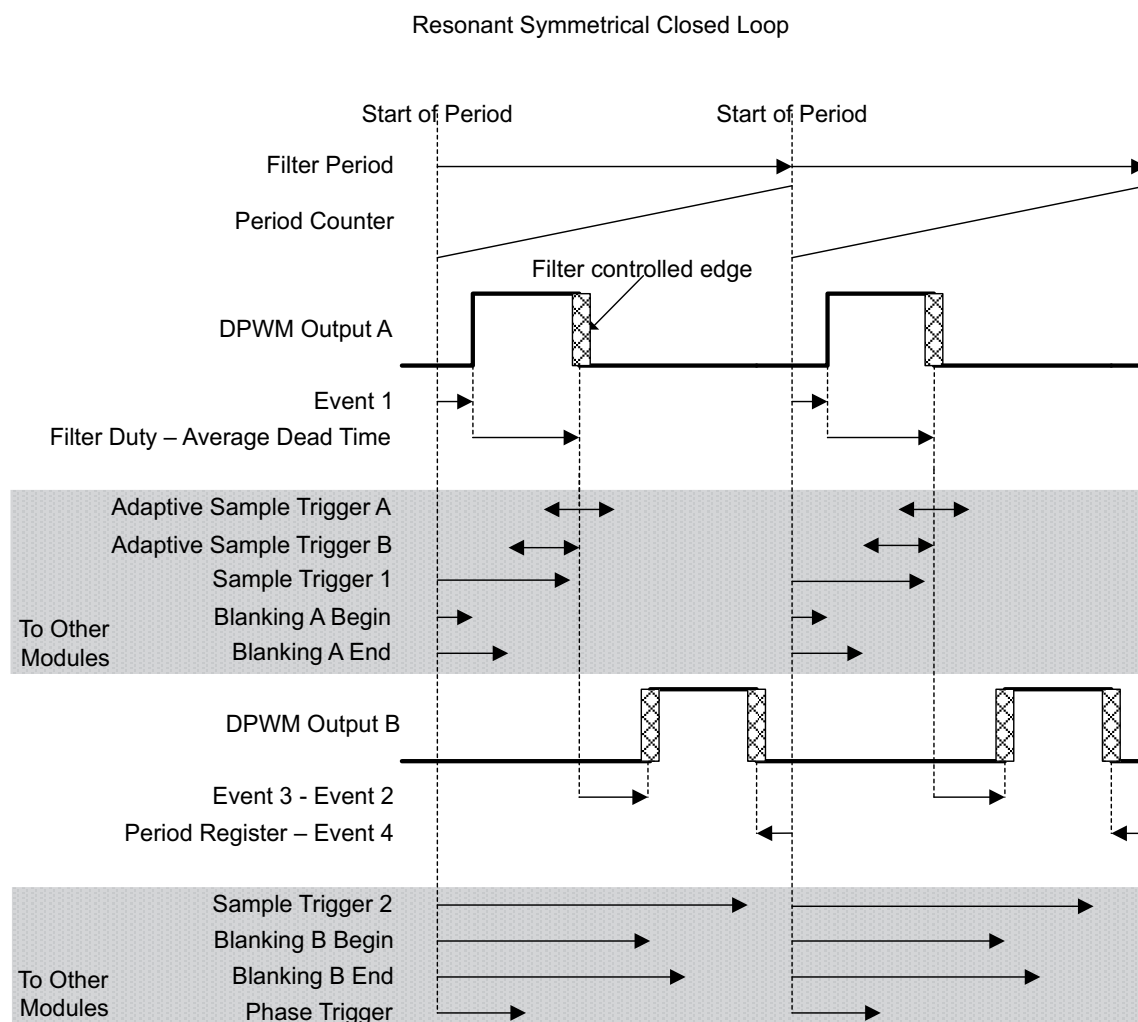 Resonant Symmetrical Closed Loop
Start of Period
Start of Period
Filter Period
Period Counter
Filter controlled edge
DPWM Output A
Event 1
Filter Duty – Average Dead Time
Adaptive Sample Trigger A
Adaptive Sample Trigger B
Sample Trigger 1
Blanking A Begin
To Other
Modules
Blanking A End
DPWM Output B
Event 3 - Event 2
Period Register – Event 4
Sample Trigger 2
Blanking B Begin
Blanking B End
To Other
Modules
Phase Trigger